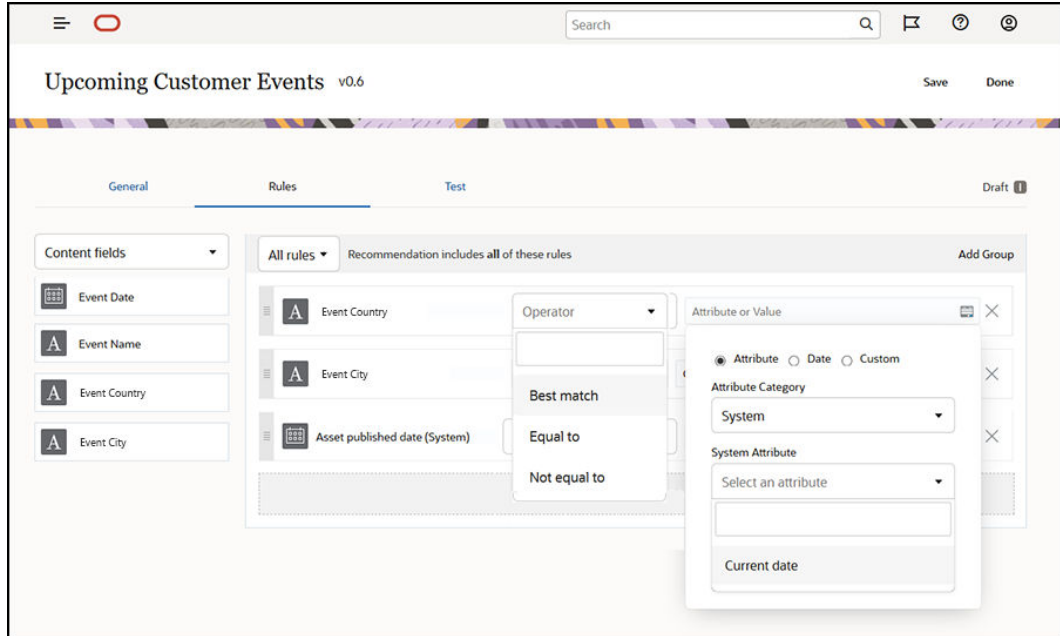 Search
Upcoming Customer Events v0.6
Save Done
General Rules Test Draft
Content fields
All rules Recommendation includes all of these rules Add Group
Event Date
Event Name
Event Country
Event City
A Event Country Operator Attribute or Value
A Event City
Asset published date (System)
Best match
Equal to
Not equal to
Attribute Date Custom
Attribute Category
System
System Attribute
Select an attribute
Current date